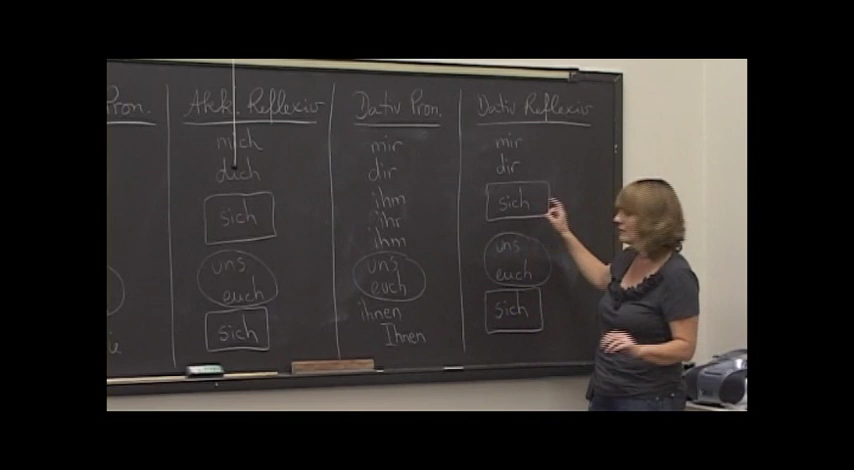 Pron.
ie
Akk. Reflexiv
mich
dich
sich
uns
euch
sich
Dativ Pron.
mir
dir
ihm
ihr
ihm
uns
euch
ihnen
Ihnen
Dativ Reflexiv
mir
dir
sich
uns
euch
sich